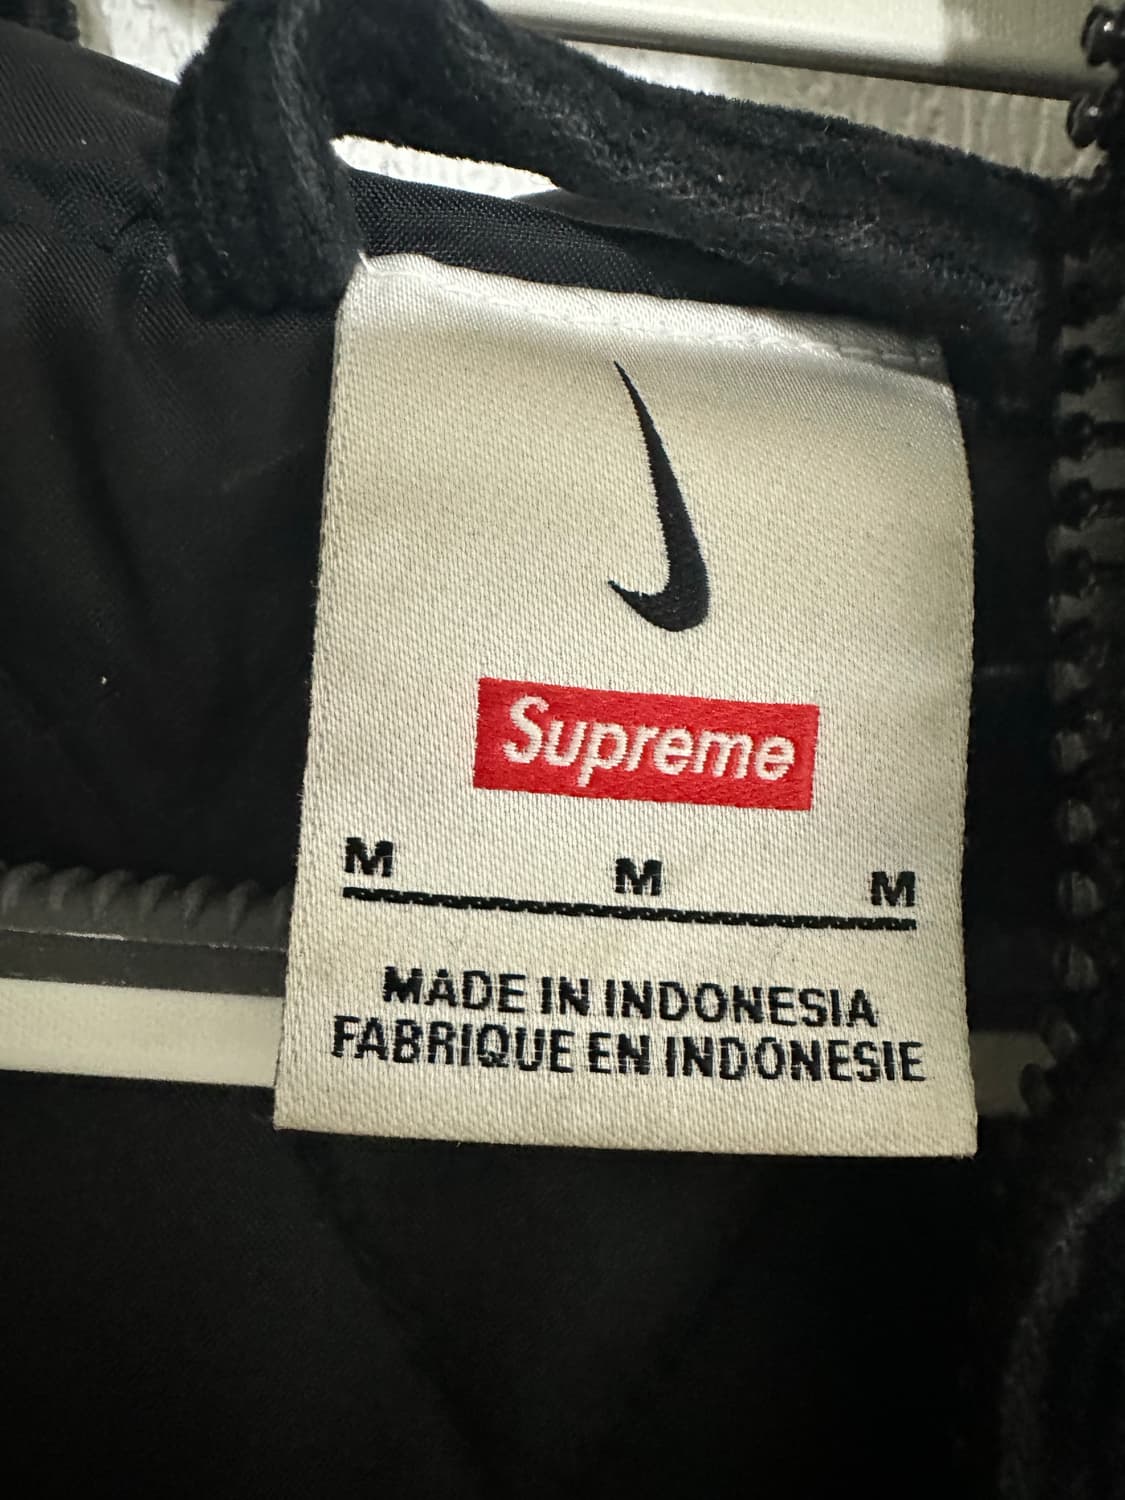 Supreme
M M M
MADE IN INDONESIA
FABRIQUE EN INDONESIE